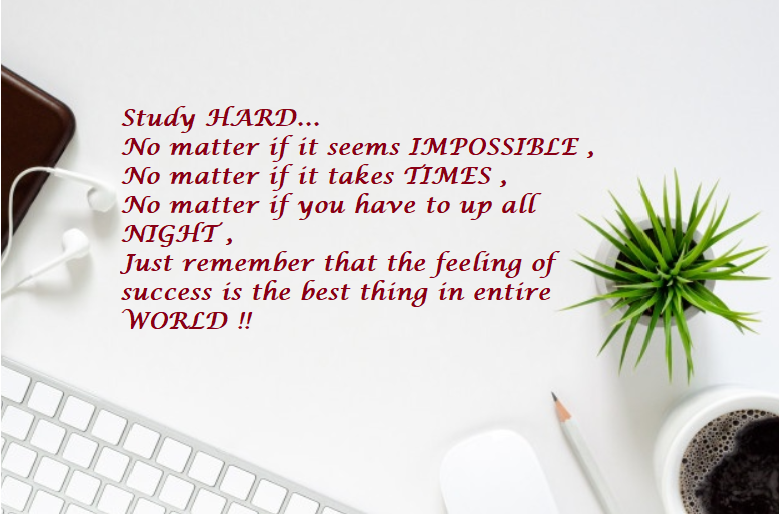 Study HARD...
No matter if it seems IMPOSSIBLE ,
No matter if it takes TIMES ,
No matter if you have to up all
NIGHT ,
Just remember that the feeling of
success is the best thing in entire
WORLD !!